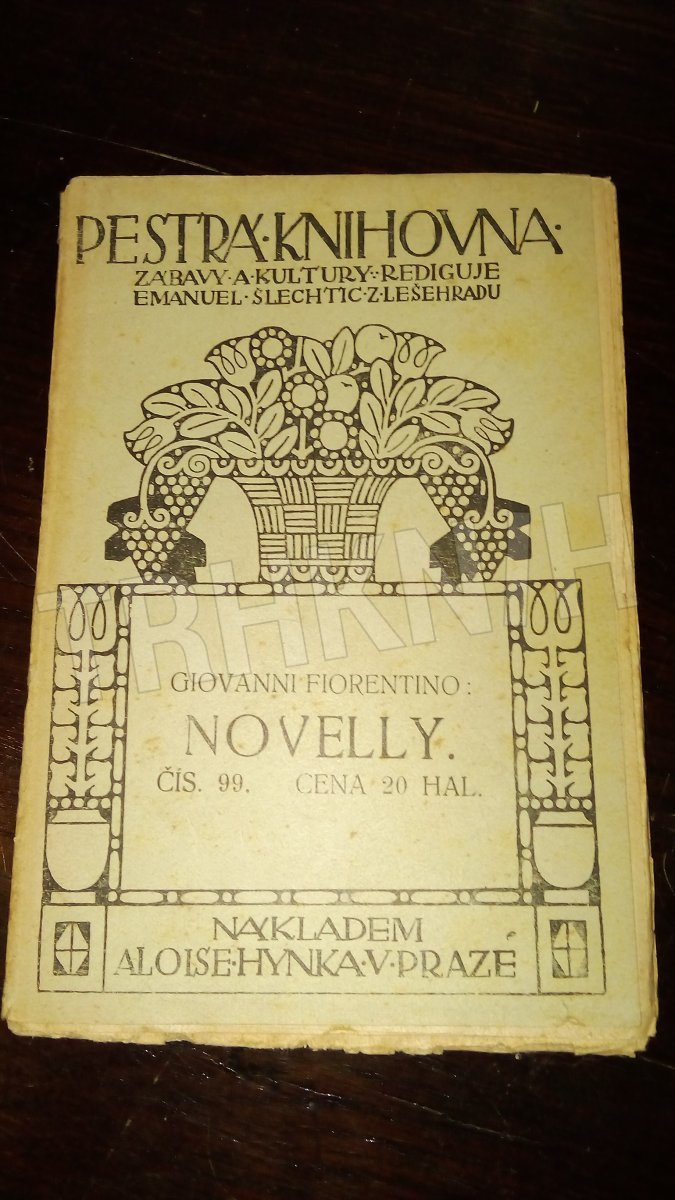 PESTRÁ·KNIHOVNA·
ZÁBAVY·A·KULTURY·:·REDIGUJE
EMANUEL·ŠLECHTIC·Z·LEŠEHRADU
TRHKNIH
GIOVANNI FIORENTINO:
NOVELLY.
ČÍS. 99. CENA 20 HAL.
NÁKLADEM
ALOISE·HYNKA·V·PRAZE